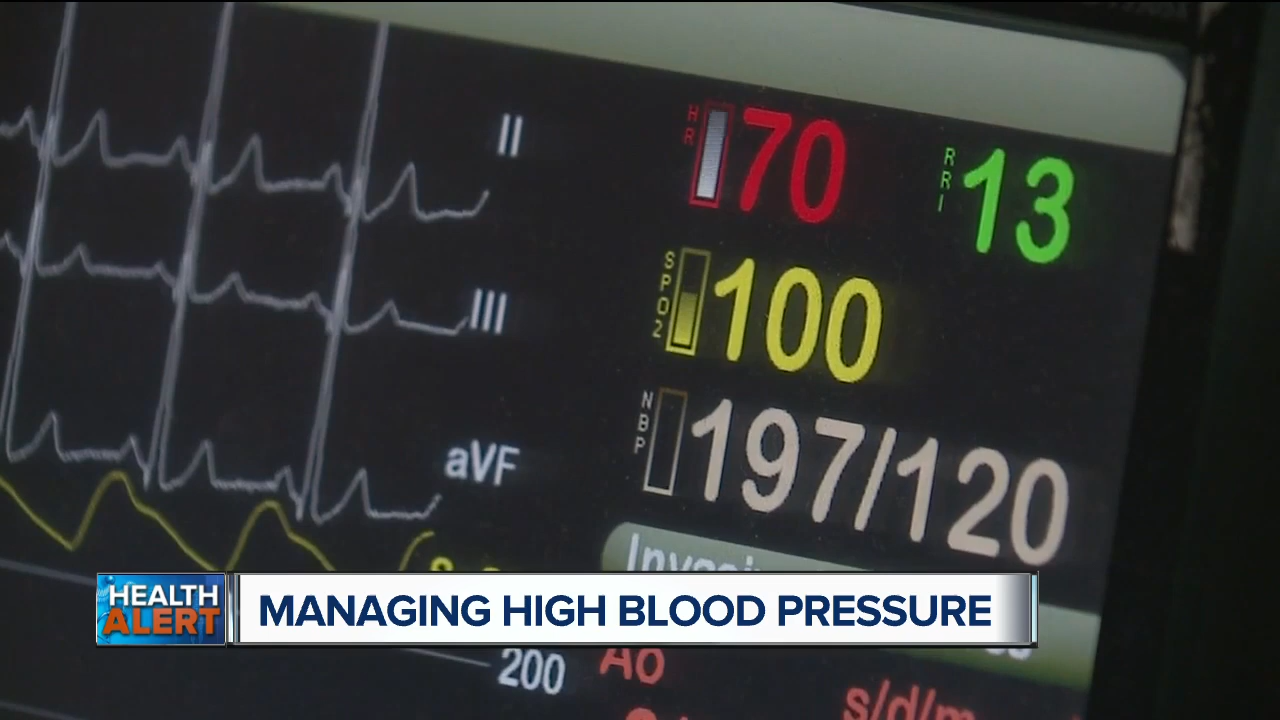 II
HR
70
RRI
13
III
SPO2
100
aVF
NBP
197/120
HEALTH
ALERT
MANAGING HIGH BLOOD PRESSURE
200
Ao
s/d/m